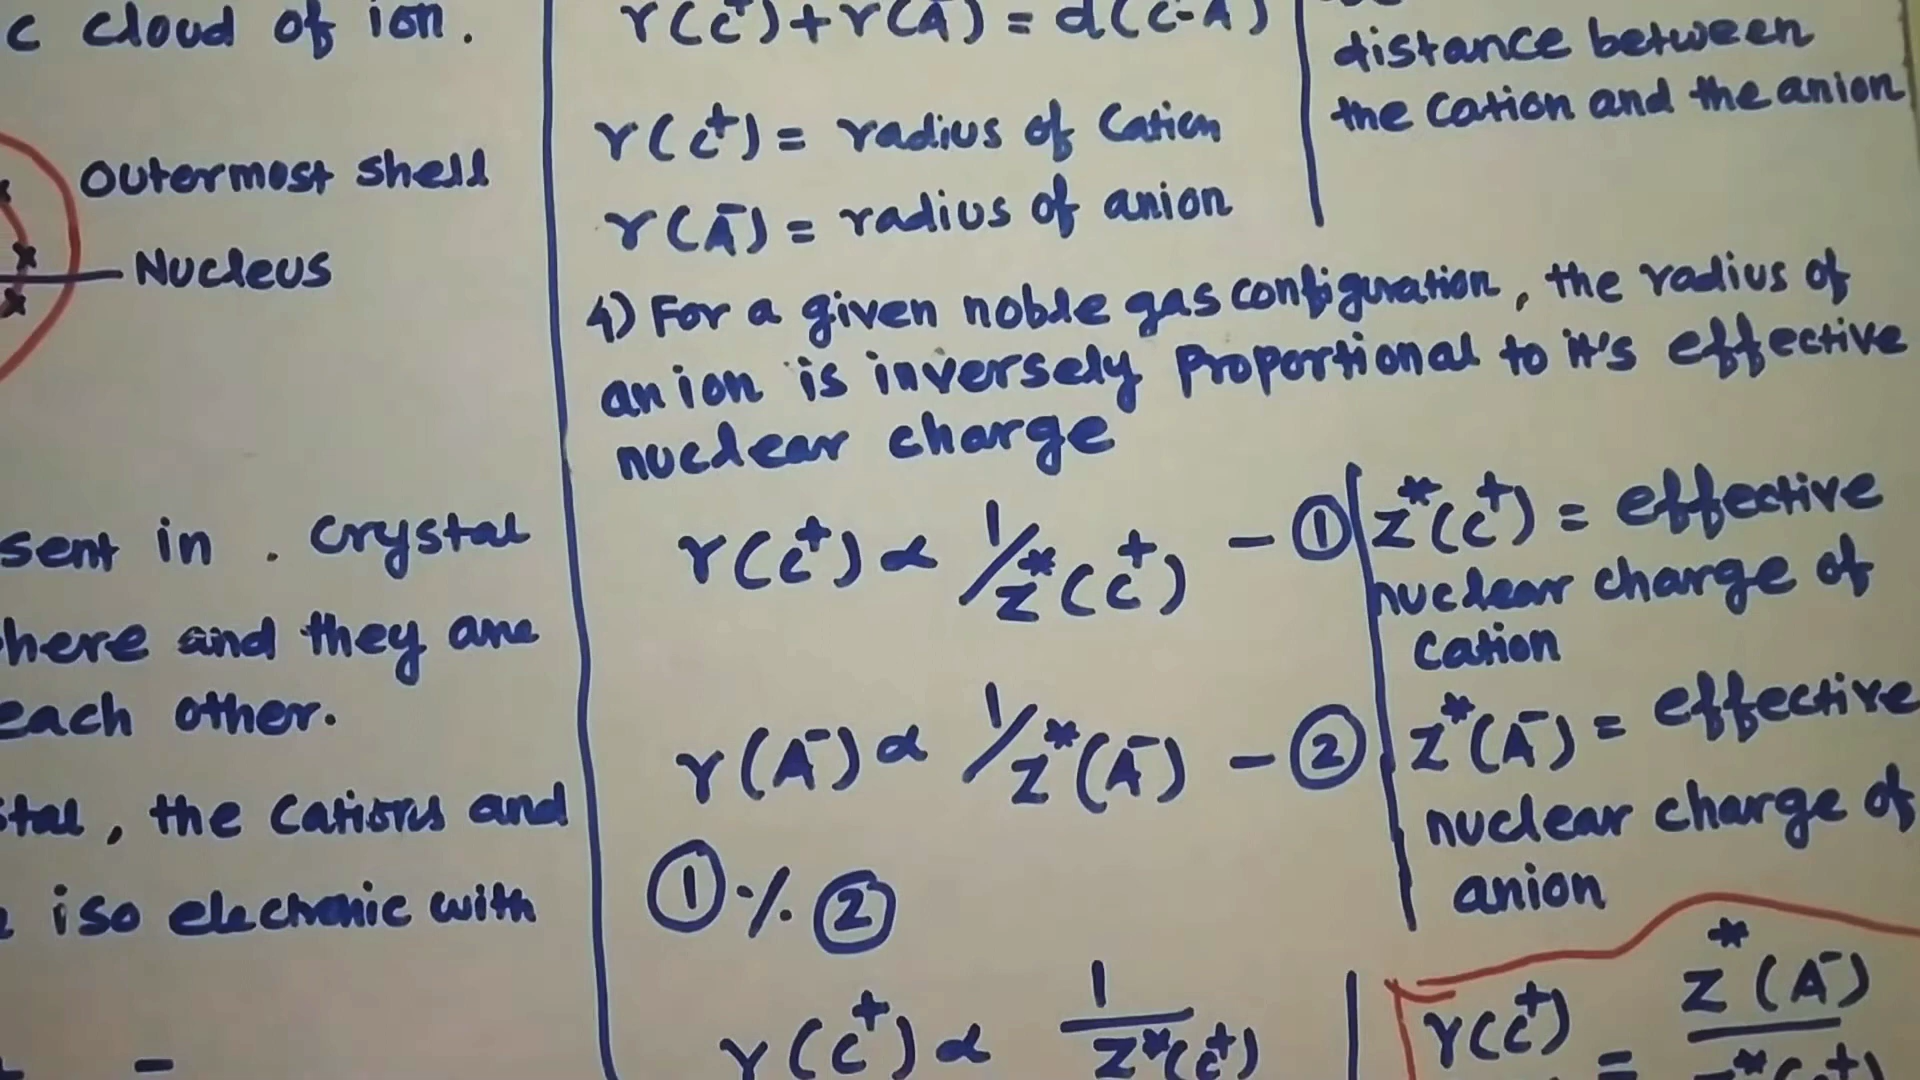 c cloud of ion.
Outermost shell
Nucleus
sent in . crystal
here and they are
each other.
stal, the cations and
iso electronic with
r(C⁺)+r(A⁻) = d(C-A)
r(C⁺) = radius of Cation
r(A⁻) = radius of anion
distance between
the Cation and the anion
4) For a given noble gas configuration, the radius of
an ion is inversely proportional to it's effective
nuclear charge
r(C⁺) ∝ 1/Z*(C⁺) - ①
Z*(C⁺) = effective
nuclear charge of
Cation
r(A⁻) ∝ 1/Z*(A⁻) - ②
Z*(A⁻) = effective
nuclear charge of
anion
① ·/. ②
r(C⁺) ∝ 1/Z*(C⁺)
r(C⁺) = Z*(A⁻)